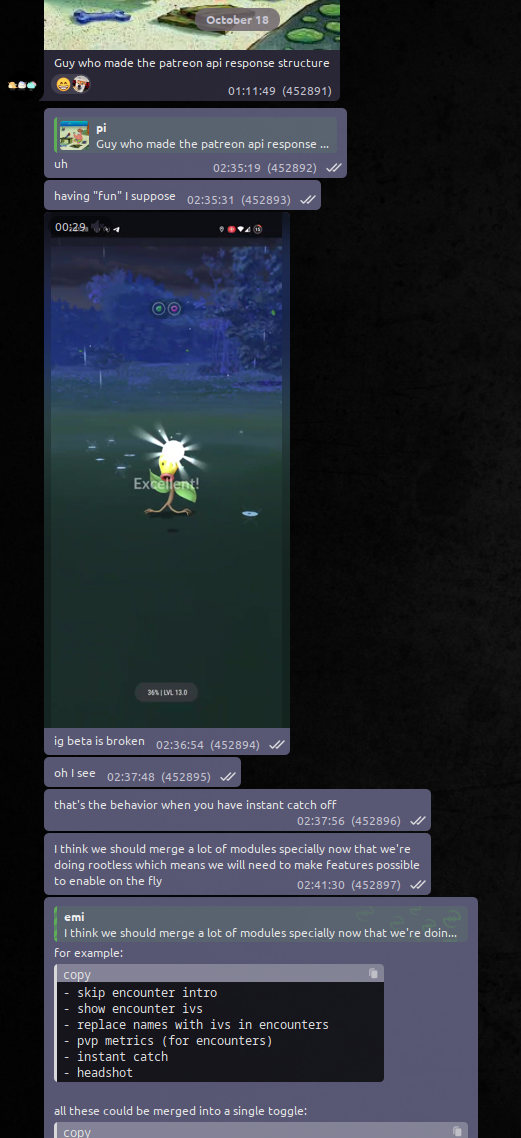 October 18
Guy who made the patreon api response structure
01:11:49 (452891)
pi
Guy who made the patreon api response ...
uh
02:35:19 (452892)
having "fun" I suppose 02:35:31 (452893)
00:29
Excellent!
36% | LVL 13.0
ig beta is broken 02:36:54 (452894)
oh I see 02:37:48 (452895)
that's the behavior when you have instant catch off
02:37:56 (452896)
I think we should merge a lot of modules specially now that we're
doing rootless which means we will need to make features possible
to enable on the fly
02:41:30 (452897)
emi
I think we should merge a lot of modules specially now that we're doin...
for example:
copy
- skip encounter intro
- show encounter ivs
- replace names with ivs in encounters
- pvp metrics (for encounters)
- instant catch
- headshot
all these could be merged into a single toggle:
copy